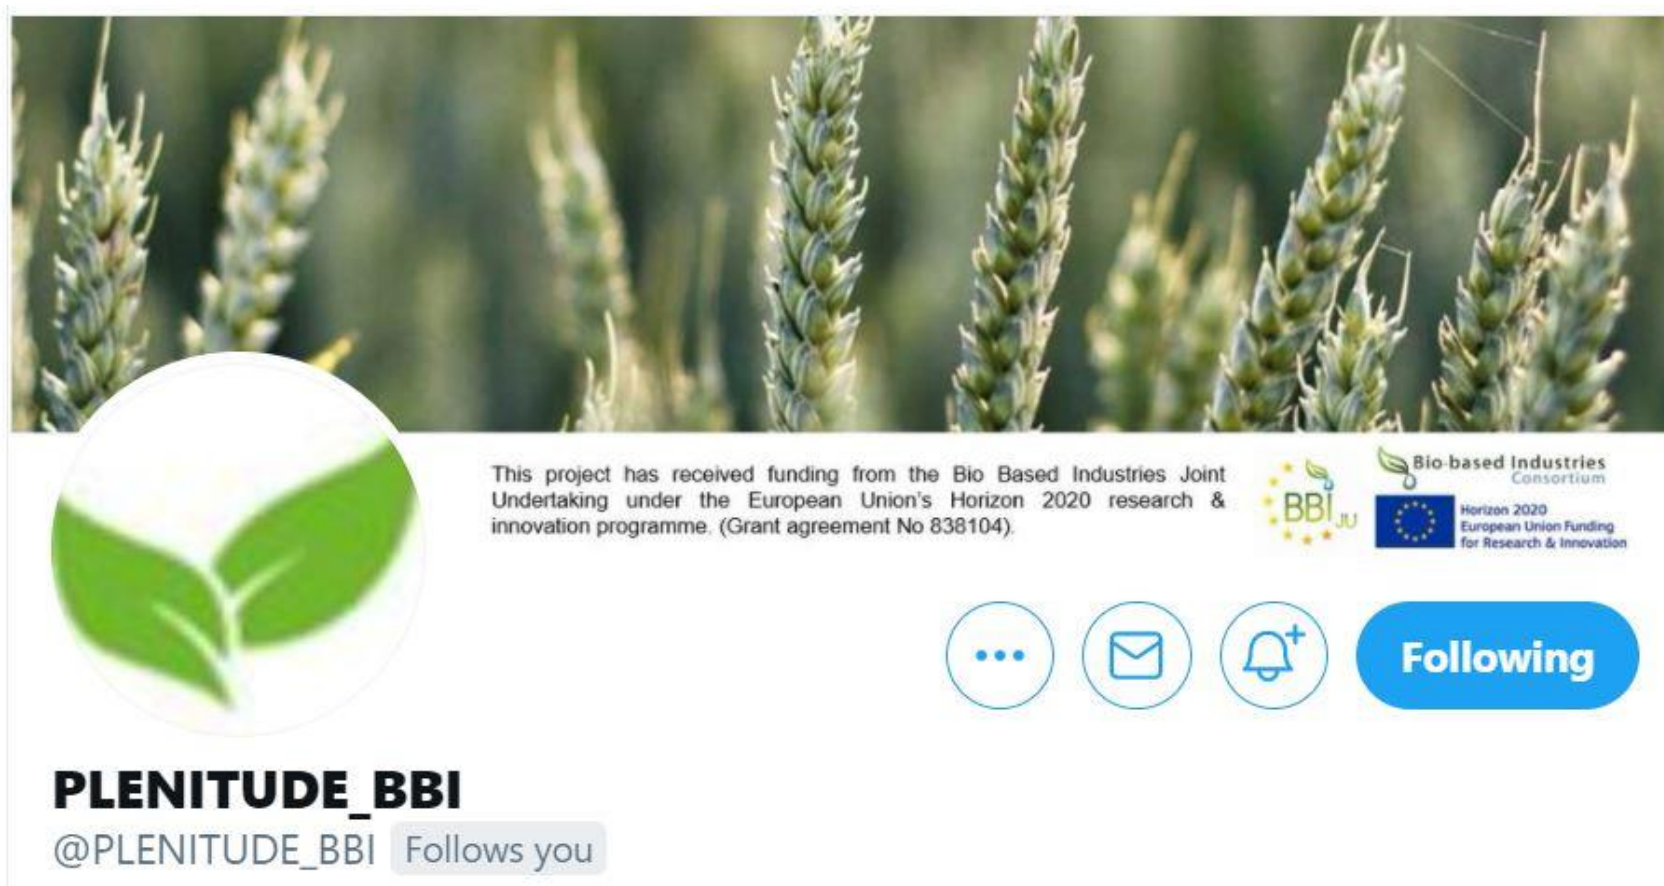 This project has received funding from the Bio Based Industries Joint
Undertaking under the European Union's Horizon 2020 research &
innovation programme. (Grant agreement No 838104).
BBI JU
Bio-based Industries
Consortium
Horizon 2020
European Union Funding
for Research & Innovation
Following
PLENITUDE_BBI
@PLENITUDE_BBI Follows you